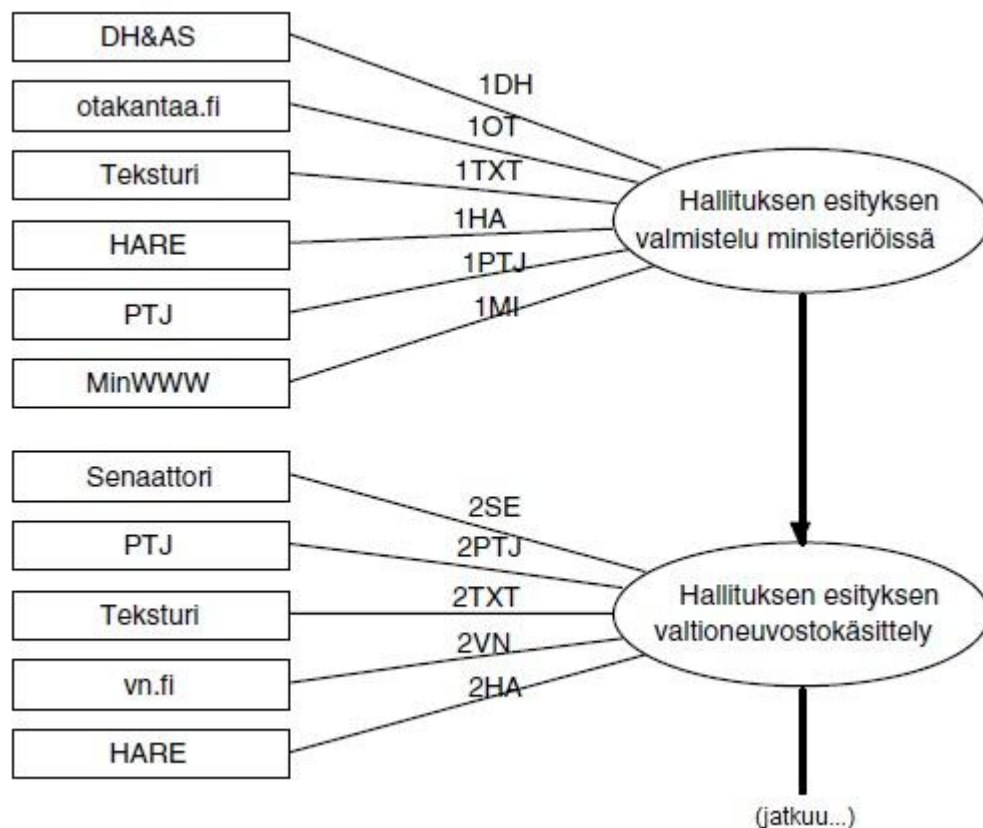 DH&AS
otakantaa.fi
Teksturi
HARE
PTJ
MinWWW
1DH
1OT
1TXT
1HA
1PTJ
1MI
Hallituksen esityksen
valmistelu ministeriöissä
Senaattori
PTJ
Teksturi
vn.fi
HARE
2SE
2PTJ
2TXT
2VN
2HA
Hallituksen esityksen
valtioneuvostokäsittely
(jatkuu...)